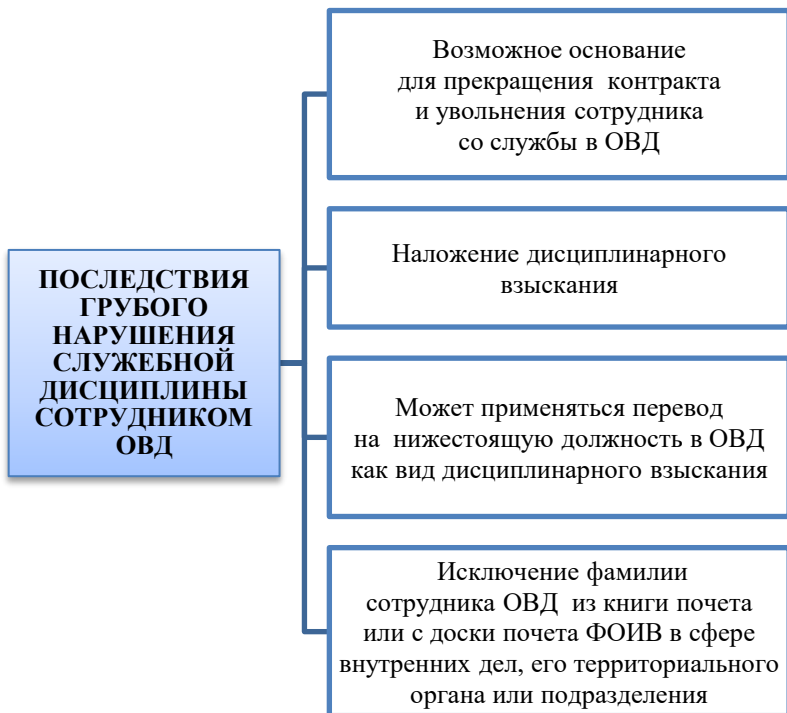 Возможное основание
для прекращения контракта
и увольнения сотрудника
со службы в ОВД
Наложение дисциплинарного
взыскания
ПОСЛЕДСТВИЯ
ГРУБОГО
НАРУШЕНИЯ
СЛУЖЕБНОЙ
ДИСЦИПЛИНЫ
СОТРУДНИКОМ
ОВД
Может применяться перевод
на нижестоящую должность в ОВД
как вид дисциплинарного взыскания
Исключение фамилии
сотрудника ОВД из книги почета
или с доски почета ФОИВ в сфере
внутренних дел, его территориального
органа или подразделения